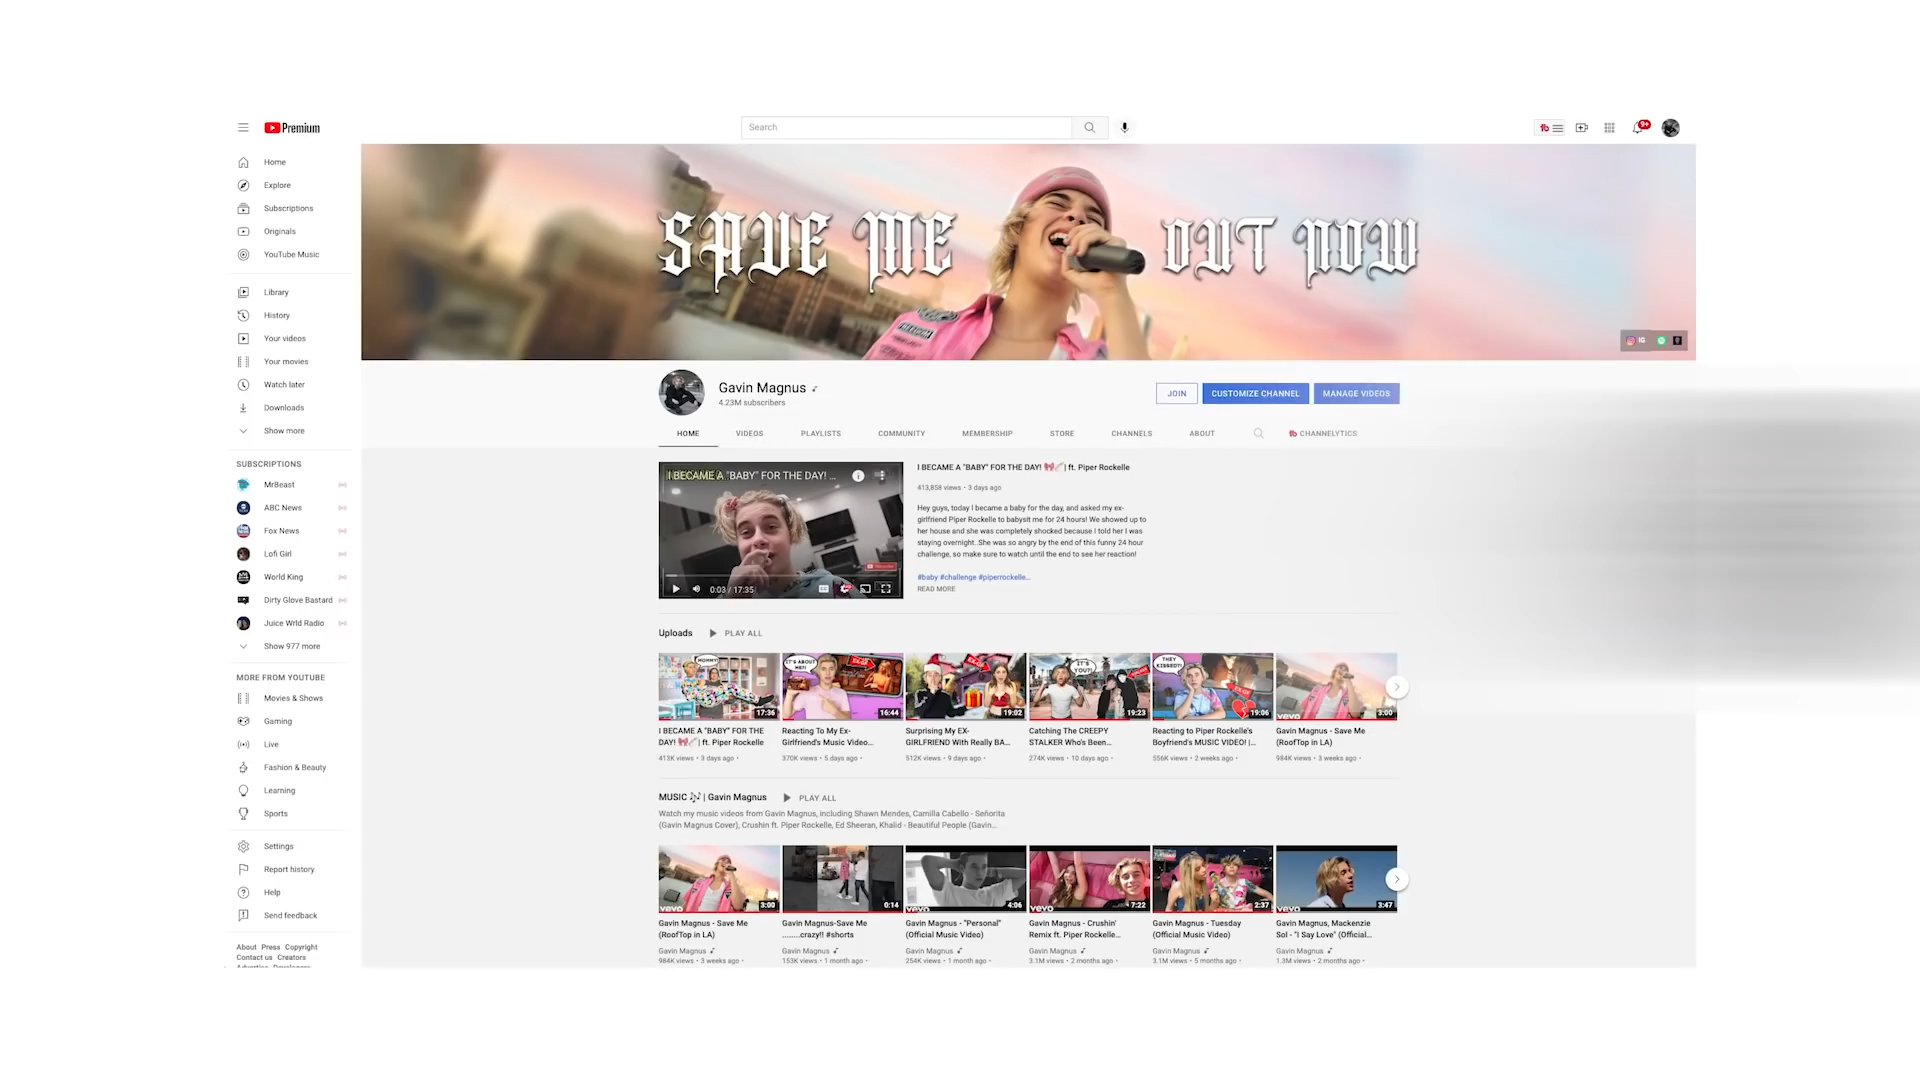 Premium
Search
9+
Home
Explore
Subscriptions
Originals
YouTube Music
Library
History
Your videos
Your movies
Watch later
Downloads
Show more
SUBSCRIPTIONS
MrBeast
ABC News
Fox News
Lofi Girl
World King
Dirty Glove Bastard
Juice Wrld Radio
Show 977 more
MORE FROM YOUTUBE
Movies & Shows
Gaming
Live
Fashion & Beauty
Learning
Sports
Settings
Report history
Help
Send feedback
About Press Copyright
Contact us Creators
SAVE ME OUT NOW
FREEDOM
IG
Gavin Magnus
4.23M subscribers
JOIN
CUSTOMIZE CHANNEL
MANAGE VIDEOS
HOME
VIDEOS
PLAYLISTS
COMMUNITY
MEMBERSHIP
STORE
CHANNELS
ABOUT
CHANNELYTICS
I BECAME A "BABY" FOR THE DAY! ...
0:03 / 17:35
I BECAME A "BABY" FOR THE DAY! | ft. Piper Rockelle
413,858 views • 3 days ago
Hey guys, today I became a baby for the day, and asked my ex-
girlfriend Piper Rockelle to babysit me for 24 hours! We showed up to
her house and she was completely shocked because I told her I was
staying overnight..She was so angry by the end of this funny 24 hour
challenge, so make sure to watch until the end to see her reaction!
#baby #challenge #piperrockelle...
READ MORE
Uploads
PLAY ALL
MOMMY!
17:36
IT'S ABOUT ME?!
16:44
19:02
IT'S YOU?!
19:23
THEY KISSED?!
19:06
vevo
3:00
I BECAME A "BABY" FOR THE
DAY! | ft. Piper Rockelle
413K views • 3 days ago
Reacting To My Ex-
Girlfriend's Music Video...
370K views • 5 days ago
Surprising My EX-
GIRLFRIEND With Really BA...
512K views • 9 days ago
Catching The CREEPY
STALKER Who's Been...
274K views • 10 days ago
Reacting to Piper Rockelle's
Boyfriend's MUSIC VIDEO! |...
556K views • 2 weeks ago
Gavin Magnus - Save Me
(RoofTop in LA)
984K views • 3 weeks ago
MUSIC | Gavin Magnus
PLAY ALL
Watch my music videos from Gavin Magnus, including Shawn Mendes, Camilla Cabello - Señorita
(Gavin Magnus Cover), Crushin ft. Piper Rockelle, Ed Sheeran, Khalid - Beautiful People (Gavin...
vevo
3:00
0:14
vevo
4:06
vevo
7:22
vevo
2:37
vevo
3:47
Gavin Magnus - Save Me
(RoofTop in LA)
Gavin Magnus
984K views • 3 weeks ago
Gavin Magnus-Save Me
........crazy!! #shorts
Gavin Magnus
153K views • 1 month ago
Gavin Magnus - "Personal"
(Official Music Video)
Gavin Magnus
254K views • 1 month ago
Gavin Magnus - Crushin'
Remix ft. Piper Rockelle...
Gavin Magnus
3.1M views • 2 months ago
Gavin Magnus - Tuesday
(Official Music Video)
Gavin Magnus
3.1M views • 5 months ago
Gavin Magnus, Mackenzie
Sol - "I Say Love" (Official...
Gavin Magnus
1.3M views • 2 months ago